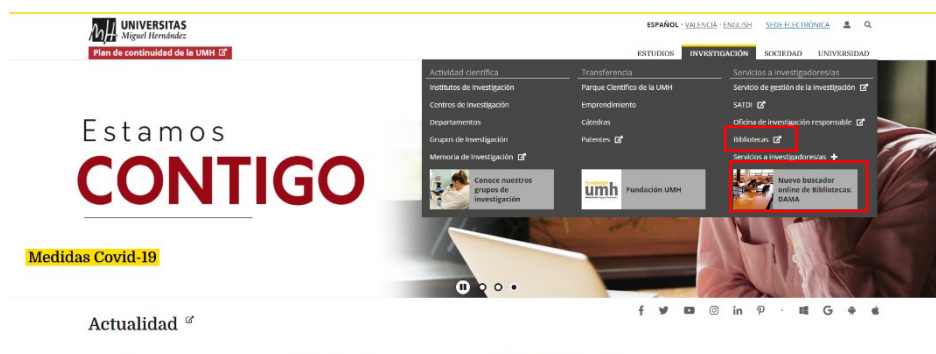 UNIVERSITAS
Miguel Hernández
ESPAÑOL · VALENCIÀ · ENGLISH SEDE ELECTRÓNICA
Plan de continuidad de la UMH
ESTUDIOS INVESTIGACIÓN SOCIEDAD UNIVERSIDAD
Actividad científica
Institutos de Investigación
Centros de Investigación
Departamentos
Grupos de Investigación
Memoria de Investigación
Conoce nuestros
grupos de
investigación
Transferencia
Parque Científico de la UMH
Emprendimiento
Cátedras
Patentes
umh
Fundación UMH
Servicios a investigadores/as
Servicio de gestión de la investigación
SATDI
Oficina de investigación responsable
Bibliotecas
Servicios a investigadores/as +
Nuevo buscador
online de Bibliotecas:
DAMA
Estamos
CONTIGO
Medidas Covid-19
Actualidad